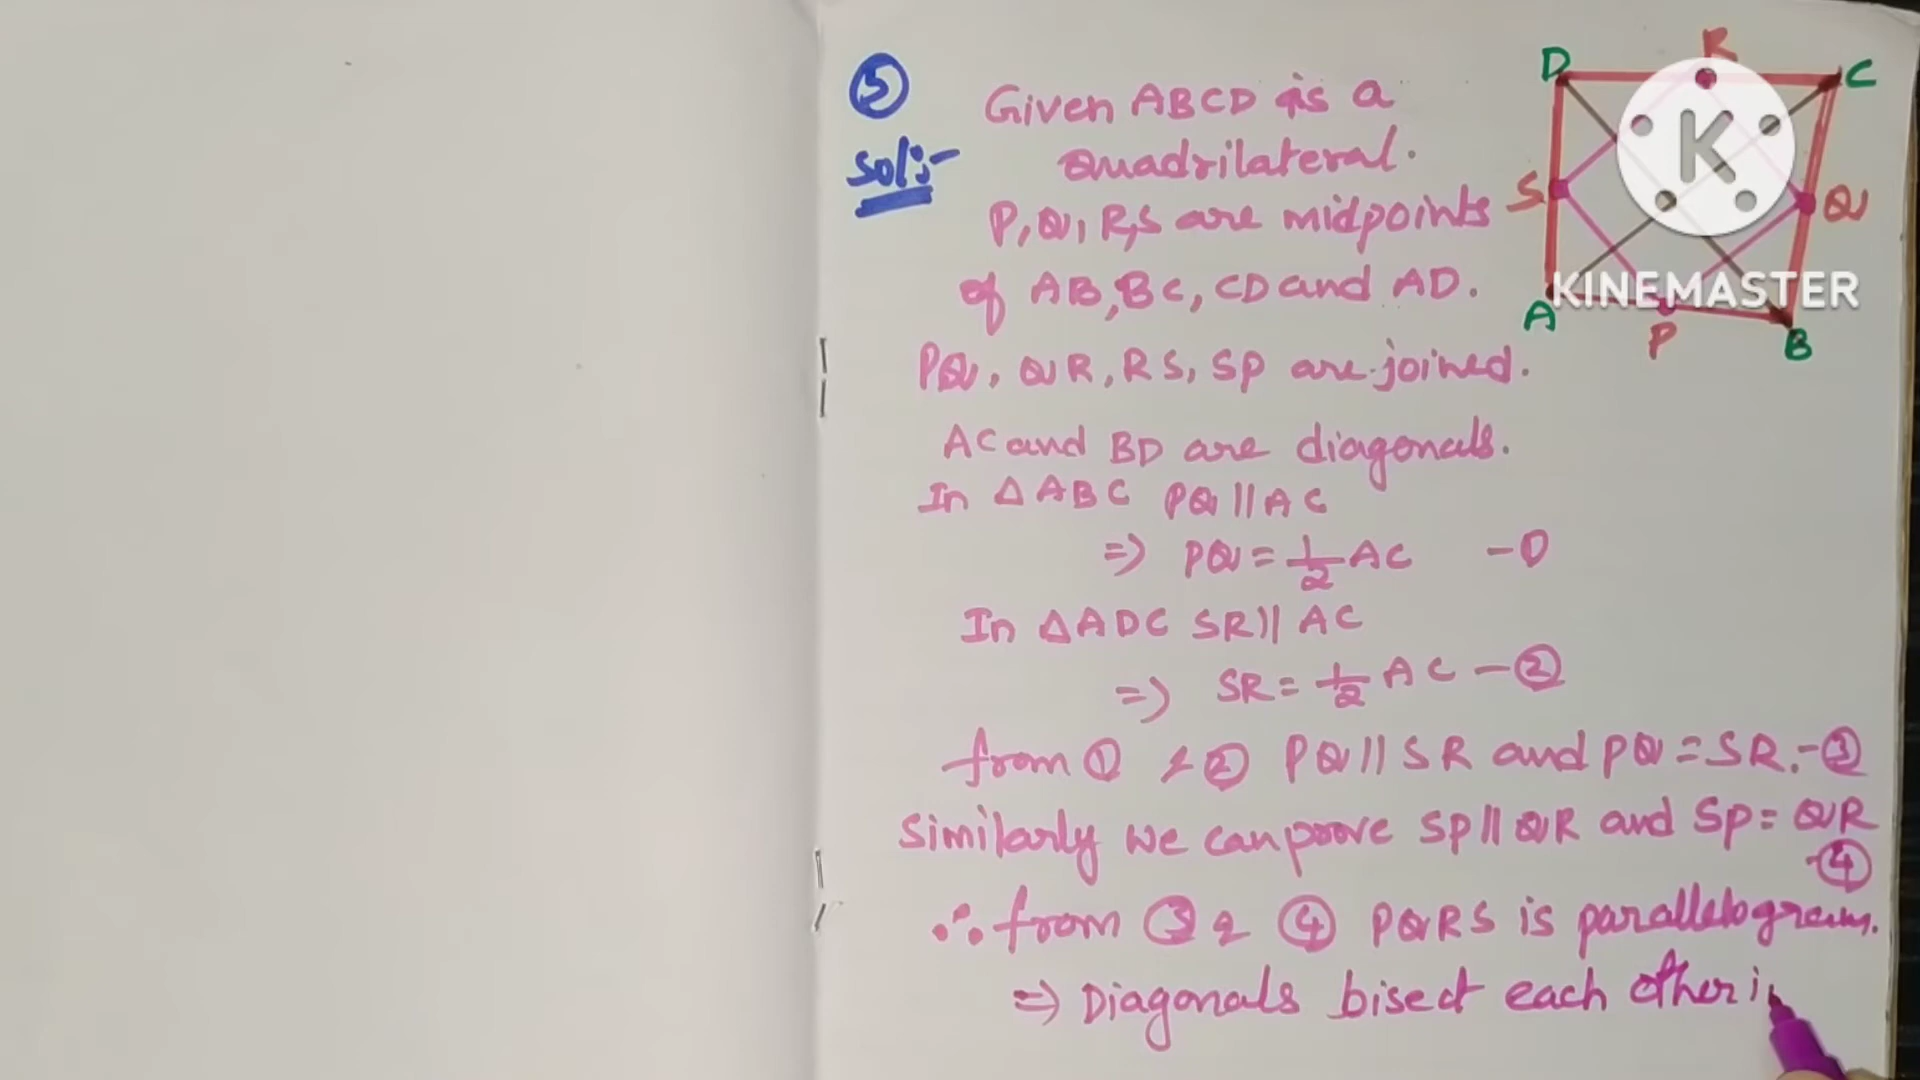 5
Sol:-
Given ABCD is a
quadrilateral.
P, Q, R, S are midpoints
of AB, BC, CD and AD.
PQ, QR, RS, SP are joined.
AC and BD are diagonals.
In △ABC PQ || AC
=> PQ = 1/2 AC -①
In △ADC SR || AC
=> SR = 1/2 AC -②
from ① & ② PQ || SR and PQ = SR. -③
Similarly we can prove SP || QR and SP = QR
-④
∴ from ③ & ④ PQRS is parallelogram.
=> Diagonals bisect each other i
D R C
S Q
A P B
K
KINEMASTER